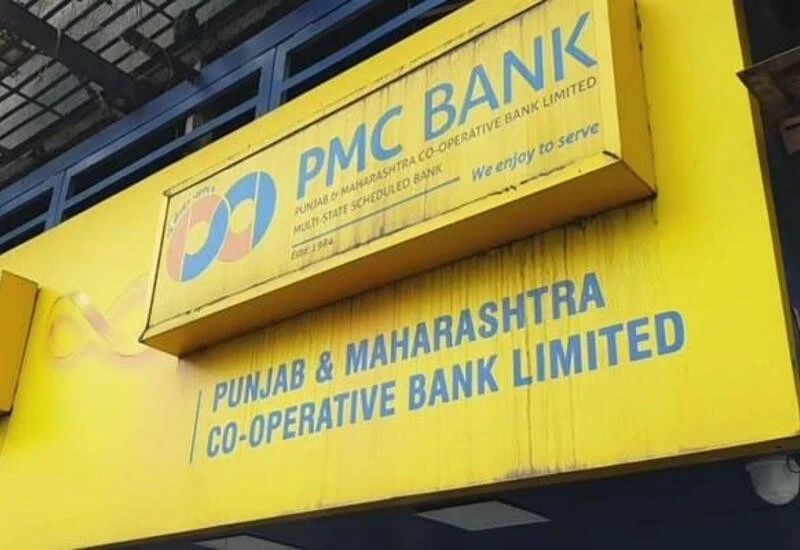 PMC BANK
PUNJAB & MAHARASHTRA CO-OPERATIVE BANK LIMITED
MULTI-STATE SCHEDULED BANK
We enjoy to serve
Estd 1984
PUNJAB & MAHARASHTRA
CO-OPERATIVE BANK LIMITED